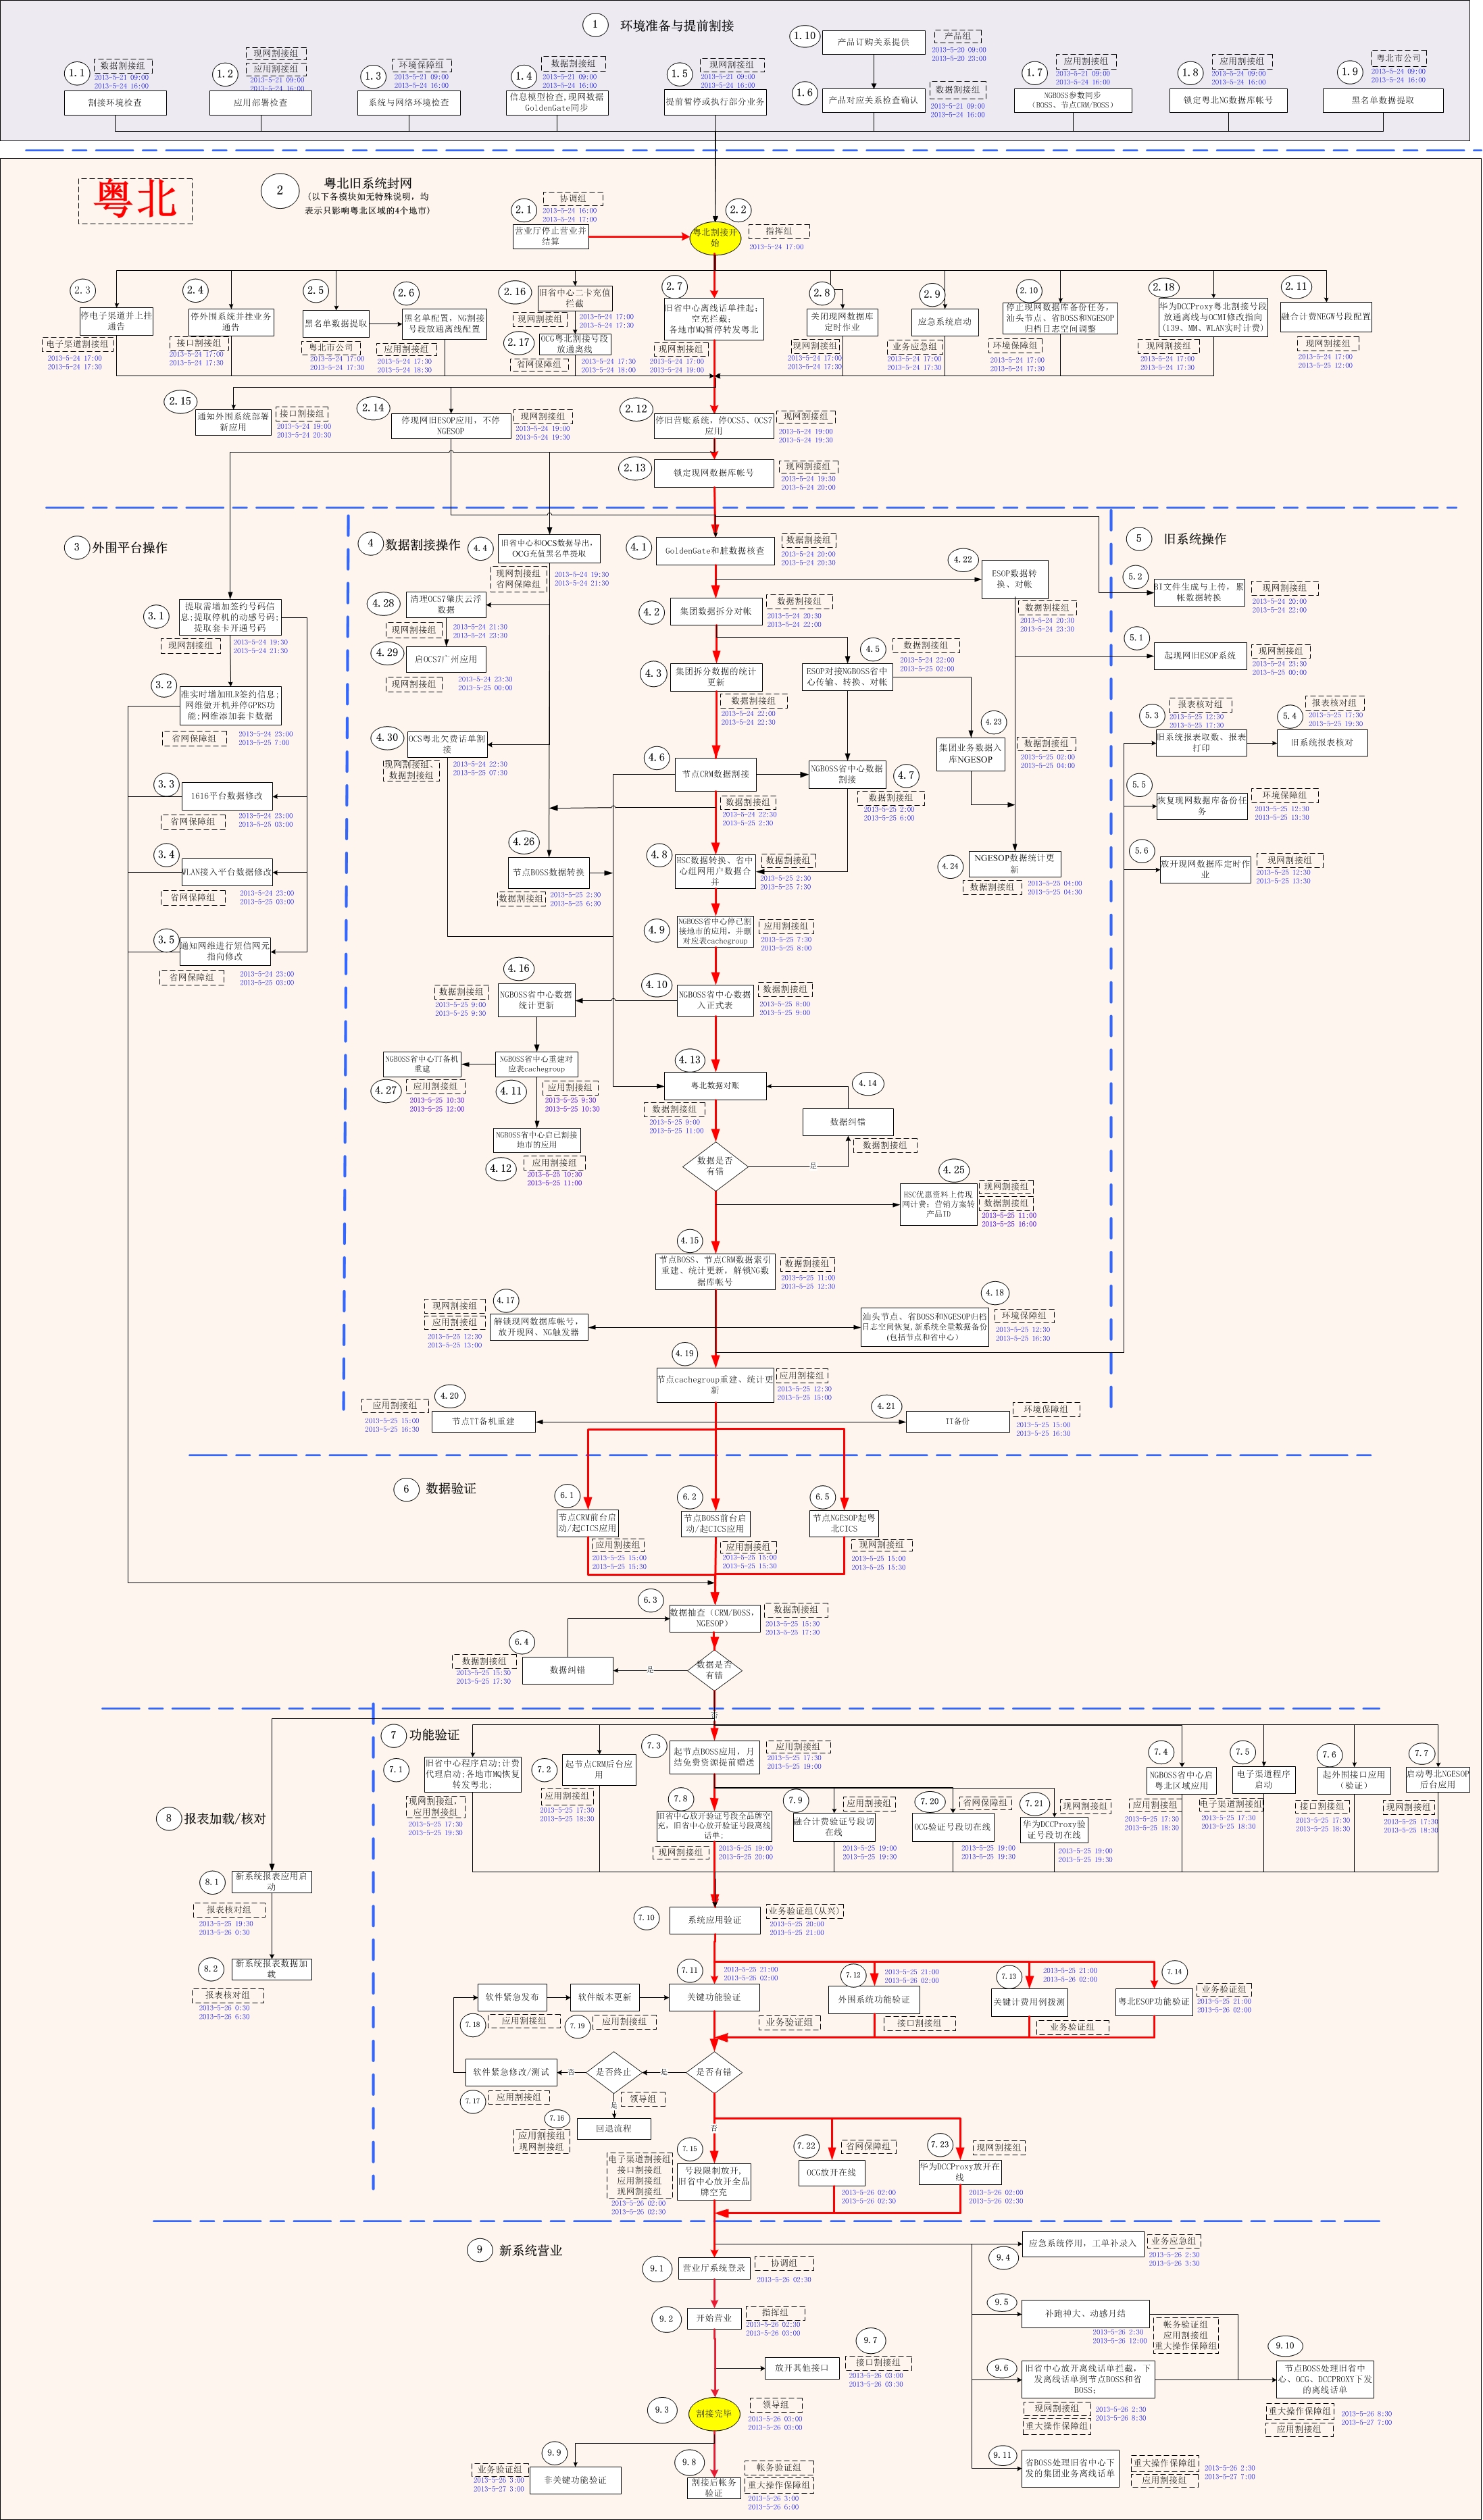 1
环境准备与提前割接
1.1
数据割接组
2013-5-21 09:00
2013-5-24 16:00
割接环境检查
1.2
现网割接组
应用割接组
2013-5-21 09:00
2013-5-24 16:00
应用部署检查
1.3
环境保障组
2013-5-21 09:00
2013-5-24 16:00
系统与网络环境检查
1.4
数据割接组
2013-5-21 09:00
2013-5-24 16:00
信息模型检查,现网数据
GoldenGate同步
1.5
现网割接组
2013-5-21 09:00
2013-5-24 16:00
提前暂停或执行部分业务
1.10
产品订购关系提供
产品组
2013-5-20 09:00
2013-5-20 23:00
1.6
产品对应关系检查确认
数据割接组
2013-5-21 09:00
2013-5-24 16:00
1.7
应用割接组
2013-5-21 09:00
2013-5-24 16:00
NGBOSS参数同步
(BOSS、节点CRM/BOSS)
1.8
应用割接组
2013-5-24 09:00
2013-5-24 16:00
锁定粤北NG数据库帐号
1.9
粤北市公司
2013-5-24 09:00
2013-5-24 16:00
黑名单数据提取
粤北
2
粤北旧系统封网
(以下各模块如无特殊说明，均
表示只影响粤北区域的4个地市)
2.1
协调组
2013-5-24 16:00
2013-5-24 17:00
营业厅停止营业并
结算
2.2
粤北割接开
始
指挥组
2013-5-24 17:00
2.3
停电子渠道并上挂
通告
电子渠道割接组
2013-5-24 17:00
2013-5-24 17:30
2.4
停外围系统并挂业务
通告
接口割接组
2013-5-24 17:00
2013-5-24 17:30
2.5
黑名单数据提取
粤北市公司
2013-5-24 17:00
2013-5-24 17:30
2.6
黑名单配置，NG割接
号段放通离线配置
应用割接组
2013-5-24 17:30
2013-5-24 18:30
2.16
旧省中心二卡充值
拦截
现网割接组
2013-5-24 17:00
2013-5-24 17:30
2.17
OCG粤北割接号段
放通离线
省网保障组
2013-5-24 17:30
2013-5-24 18:00
2.7
旧省中心离线话单挂起；
空充拦截；
各地市MQ暂停转发粤北
现网割接组
2013-5-24 17:00
2013-5-24 19:00
2.8
关闭现网数据库
定时作业
现网割接组
2013-5-24 17:00
2013-5-24 17:30
2.9
应急系统启动
业务应急组
2013-5-24 17:00
2013-5-24 17:30
2.10
停止现网数据库备份任务，
汕头节点、省BOSS和NGESOP
归档日志空间调整
环境保障组
2013-5-24 17:00
2013-5-24 17:30
2.18
华为DCCProxy粤北割接号段
放通离线与OCMI修改指向
(139、MM、WLAN实时计费)
现网割接组
2013-5-24 17:00
2013-5-24 17:30
2.11
融合计费NEGW号段配置
现网割接组
2013-5-24 17:00
2013-5-25 12:00
2.15
通知外围系统部署
新应用
接口割接组
2013-5-24 19:00
2013-5-24 20:30
2.14
停现网旧ESOP应用，不停
NGESOP
现网割接组
2013-5-24 19:00
2013-5-24 19:30
2.12
停旧营账系统，停OCS5、OCS7
应用
现网割接组
2013-5-24 19:00
2013-5-24 19:30
2.13
锁定现网数据库帐号
现网割接组
2013-5-24 19:30
2013-5-24 20:00
3
外围平台操作
3.1
提取需增加签约号码信
息;提取停机的动感号码;
提取套卡开通号码
现网割接组
2013-5-24 19:30
2013-5-24 21:30
3.2
准实时增加HLR签约信息;
网维做开机并停GPRS功
能;网维添加套卡数据
省网保障组
2013-5-24 23:00
2013-5-25 7:00
3.3
1616平台数据修改
省网保障组
2013-5-24 23:00
2013-5-25 03:00
3.4
WLAN接入平台数据修改
省网保障组
2013-5-24 23:00
2013-5-25 03:00
3.5
通知网维进行短信网元
指向修改
省网保障组
2013-5-24 23:00
2013-5-25 03:00
4
数据割接操作
4.4
旧省中心和OCS数据导出，
OCG充值黑名单提取
现网割接组
省网保障组
2013-5-24 19:30
2013-5-24 21:30
4.28
清理OCS7肇庆云浮
数据
现网割接组
2013-5-24 21:30
2013-5-24 23:30
4.29
启OCS7广州应用
现网割接组
2013-5-24 23:30
2013-5-25 00:00
4.30
OCS粤北欠费话单割
接
现网割接组、
数据割接组
2013-5-24 22:30
2013-5-25 07:30
4.1
GoldenGate和脏数据核查
数据割接组
2013-5-24 20:00
2013-5-24 20:30
4.2
集团数据拆分对帐
数据割接组
2013-5-24 20:30
2013-5-24 22:00
4.3
集团拆分数据的统计
更新
数据割接组
2013-5-24 22:00
2013-5-24 22:30
4.22
ESOP数据转
换、对帐
数据割接组
2013-5-24 20:30
2013-5-24 23:30
4.5
数据割接组
2013-5-24 22:00
2013-5-25 02:00
ESOP对接NGBOSS省中
心传输、转换、对帐
4.23
集团业务数据入
库NGESOP
数据割接组
2013-5-25 02:00
2013-5-25 04:00
4.6
节点CRM数据割接
数据割接组
2013-5-24 22:30
2013-5-25 2:30
4.7
NGBOSS省中心数据
割接
数据割接组
2013-5-25 2:00
2013-5-25 6:00
4.26
节点BOSS数据转换
数据割接组
2013-5-25 2:30
2013-5-25 6:30
4.8
HSC数据转换、省中
心组网用户数据合
并
数据割接组
2013-5-25 2:30
2013-5-25 7:30
4.24
NGESOP数据统计更
新
数据割接组
2013-5-25 04:00
2013-5-25 04:30
4.9
NGBOSS省中心停已割
接地市的应用，并删
对应表cachegroup
应用割接组
2013-5-25 7:30
2013-5-25 8:00
4.10
NGBOSS省中心数据
入正式表
数据割接组
2013-5-25 8:00
2013-5-25 9:00
4.16
NGBOSS省中心数据
统计更新
数据割接组
2013-5-25 9:00
2013-5-25 9:30
4.27
NGBOSS省中心TT备机
重建
应用割接组
2013-5-25 10:30
2013-5-25 12:00
4.11
NGBOSS省中心重建对
应表cachegroup
应用割接组
2013-5-25 9:30
2013-5-25 10:30
4.12
NGBOSS省中心启已割接
地市的应用
应用割接组
2013-5-25 10:30
2013-5-25 11:00
4.13
粤北数据对账
数据割接组
2013-5-25 9:00
2013-5-25 11:00
4.14
数据纠错
数据割接组
数据是否
有错
是
4.25
HSC优惠资料上传现
网计费；营销方案转
产品ID
现网割接组
数据割接组
2013-5-25 11:00
2013-5-25 16:00
4.15
节点BOSS、节点CRM数据索引
重建、统计更新，解锁NG数
据库帐号
数据割接组
2013-5-25 11:00
2013-5-25 12:30
4.17
现网割接组
应用割接组
2013-5-25 12:30
2013-5-25 13:00
解锁现网数据库帐号，
放开现网、NG触发器
4.18
汕头节点、省BOSS和NGESOP归档
日志空间恢复,新系统全量数据备份
(包括节点和省中心)
环境保障组
2013-5-25 12:30
2013-5-25 16:30
4.19
节点cachegroup重建、统计更
新
应用割接组
2013-5-25 12:30
2013-5-25 15:00
4.20
应用割接组
2013-5-25 15:00
2013-5-25 16:30
节点TT备机重建
4.21
TT备份
环境保障组
2013-5-25 15:00
2013-5-25 16:30
5
旧系统操作
5.2
BI文件生成与上传，累
帐数据转换
现网割接组
2013-5-24 20:00
2013-5-24 22:00
5.1
起现网旧ESOP系统
现网割接组
2013-5-24 23:30
2013-5-25 00:00
5.3
报表核对组
2013-5-25 12:30
2013-5-25 17:30
旧系统报表取数、报表
打印
5.4
报表核对组
2013-5-25 17:30
2013-5-25 19:30
旧系统报表核对
5.5
恢复现网数据库备份任
务
环境保障组
2013-5-25 12:30
2013-5-25 13:30
5.6
放开现网数据库定时作
业
现网割接组
2013-5-25 12:30
2013-5-25 13:30
6
数据验证
6.1
节点CRM前台启
动/起CICS应用
应用割接组
2013-5-25 15:00
2013-5-25 15:30
6.2
节点BOSS前台启
动/起CICS应用
应用割接组
2013-5-25 15:00
2013-5-25 15:30
6.5
节点NGESOP起粤
北CICS
现网割接组
2013-5-25 15:00
2013-5-25 15:30
6.3
数据抽查（CRM/BOSS，
NGESOP）
数据割接组
2013-5-25 15:30
2013-5-25 17:30
6.4
数据割接组
2013-5-25 15:30
2013-5-25 17:30
数据纠错
是
数据是否
有错
否
7
功能验证
7.1
旧省中心程序启动;计费
代理启动;各地市MQ恢复
转发粤北;
现网割接组、
应用割接组
2013-5-25 17:30
2013-5-25 19:30
7.2
起节点CRM后台应
用
应用割接组
2013-5-25 17:30
2013-5-25 18:30
7.3
起节点BOSS应用，月
结免费资源提前赠送
应用割接组
2013-5-25 17:30
2013-5-25 19:00
7.8
旧省中心放开验证号段全品牌空
充，旧省中心放开验证号段离线
话单;
现网割接组
2013-5-25 19:00
2013-5-25 20:00
7.9
应用割接组
融合计费验证号段切
在线
2013-5-25 19:00
2013-5-25 19:30
7.20
省网保障组
OCG验证号段切在线
2013-5-25 19:00
2013-5-25 19:30
7.21
现网割接组
华为DCCProxy验
证号段切在线
2013-5-25 19:00
2013-5-25 19:30
7.4
NGBOSS省中心启
粤北区域应用
应用割接组
2013-5-25 17:30
2013-5-25 18:30
7.5
电子渠道程序
启动
电子渠道割接组
2013-5-25 17:30
2013-5-25 18:30
7.6
起外围接口应用
（验证）
接口割接组
2013-5-25 17:30
2013-5-25 18:30
7.7
启动粤北NGESOP
后台应用
现网割接组
2013-5-25 17:30
2013-5-25 18:30
7.10
系统应用验证
业务验证组(从兴)
2013-5-25 20:00
2013-5-25 21:00
7.11
2013-5-25 21:00
2013-5-26 02:00
关键功能验证
业务验证组
7.12
2013-5-25 21:00
2013-5-26 02:00
外围系统功能验证
接口割接组
7.13
2013-5-25 21:00
2013-5-26 02:00
关键计费用例拨测
业务验证组
7.14
粤北ESOP功能验证
业务验证组
2013-5-25 21:00
2013-5-26 02:00
软件紧急发布
7.18
应用割接组
软件版本更新
7.19
应用割接组
软件紧急修改/测试
7.17
应用割接组
否
是否终止
是
是否有错
领导组
是
7.16
应用割接组
现网割接组
回退流程
否
7.15
电子渠道割接组
接口割接组
应用割接组
现网割接组
2013-5-26 02:00
2013-5-26 02:30
号段限制放开，
旧省中心放开全品
牌空充
7.22
省网保障组
OCG放开在线
2013-5-26 02:00
2013-5-26 02:30
7.23
现网割接组
华为DCCProxy放开在
线
2013-5-26 02:00
2013-5-26 02:30
8
报表加载/核对
8.1
新系统报表应用启
动
报表核对组
2013-5-25 19:30
2013-5-26 0:30
8.2
新系统报表数据加
载
报表核对组
2013-5-26 0:30
2013-5-26 6:30
9
新系统营业
9.1
营业厅系统登录
协调组
2013-5-26 02:30
9.2
开始营业
指挥组
2013-5-26 02:30
2013-5-26 03:00
9.7
放开其他接口
接口割接组
2013-5-26 03:00
2013-5-26 03:30
9.3
割接完毕
领导组
2013-5-26 03:00
2013-5-26 03:00
9.9
业务验证组
2013-5-26 3:00
2013-5-27 3:00
非关键功能验证
9.8
割接后帐务
验证
帐务验证组
重大操作保障组
2013-5-26 3:00
2013-5-26 6:00
9.4
应急系统停用，工单补录入
业务应急组
2013-5-26 2:30
2013-5-26 3:30
9.5
补跑神大、动感月结
2013-5-26 2:30
2013-5-26 12:00
帐务验证组
应用割接组
重大操作保障组
9.6
旧省中心放开离线话单拦截，下
发离线话单到节点BOSS和省
BOSS；
现网割接组
重大操作保障组
2013-5-26 2:30
2013-5-26 8:30
9.10
节点BOSS处理旧省中
心、OCG、DCCPROXY下发
的离线话单
重大操作保障组
应用割接组
2013-5-26 8:30
2013-5-27 7:00
9.11
省BOSS处理旧省中心下
发的集团业务离线话单
重大操作保障组
应用割接组
2013-5-26 2:30
2013-5-27 7:00